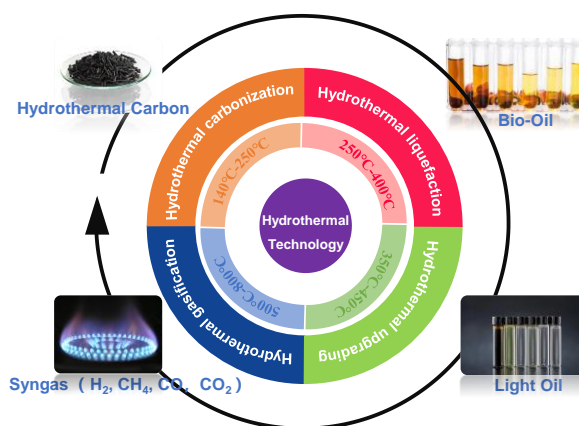 Hydrothermal Carbon
Bio-Oil
Hydrothermal carbonization
Hydrothermal liquefaction
140℃-250℃
250℃-400℃
Hydrothermal
Technology
500℃-800℃
350℃-450℃
Hydrothermal gasification
Hydrothermal upgrading
Syngas（H₂, CH₄, CO，CO₂）
Light Oil